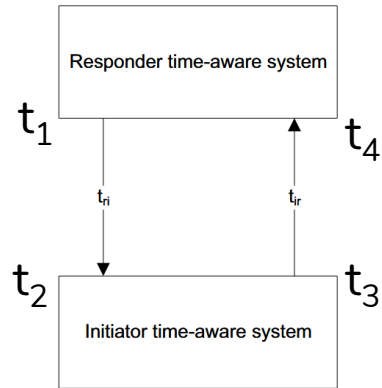 Responder time-aware system
t1
t4
tri
tir
t2
t3
Initiator time-aware system